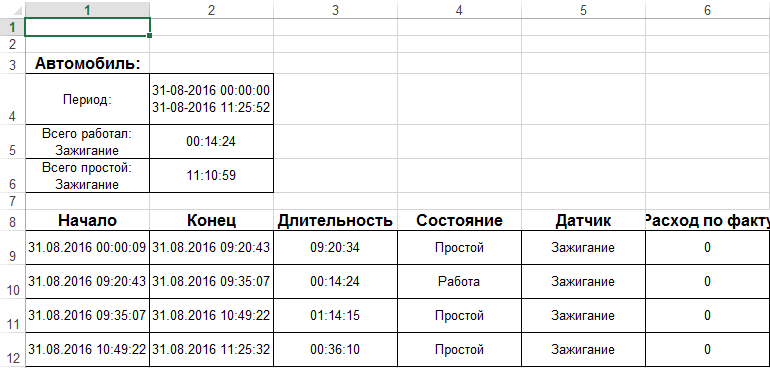 1 2 3 4 5 6
1
2
3 Автомобиль:
4 Период: 31-08-2016 00:00:00
31-08-2016 11:25:52
5 Всего работал:
Зажигание 00:14:24
6 Всего простой:
Зажигание 11:10:59
7
8 Начало Конец Длительность Состояние Датчик Расход по факту
9 31.08.2016 00:00:09 31.08.2016 09:20:43 09:20:34 Простой Зажигание 0
10 31.08.2016 09:20:43 31.08.2016 09:35:07 00:14:24 Работа Зажигание 0
11 31.08.2016 09:35:07 31.08.2016 10:49:22 01:14:15 Простой Зажигание 0
12 31.08.2016 10:49:22 31.08.2016 11:25:32 00:36:10 Простой Зажигание 0